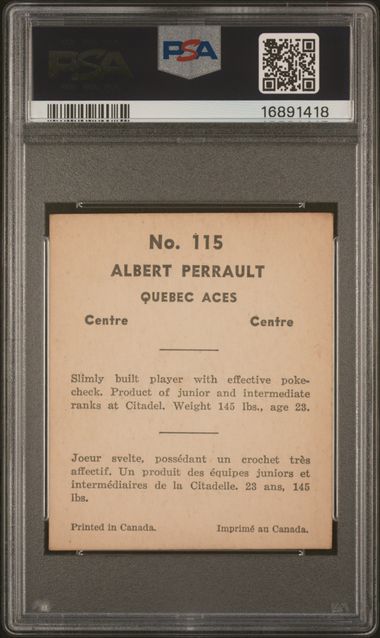 PSA
PSA
16891418
No. 115
ALBERT PERRAULT
QUEBEC ACES
Centre Centre
Slimly built player with effective poke-
check. Product of junior and intermediate
ranks at Citadel. Weight 145 lbs., age 23.
Joeur svelte, possédant un crochet très
affectif. Un produit des équipes juniors et
intermédiaires de la Citadelle. 23 ans, 145
lbs.
Printed in Canada. Imprimé au Canada.